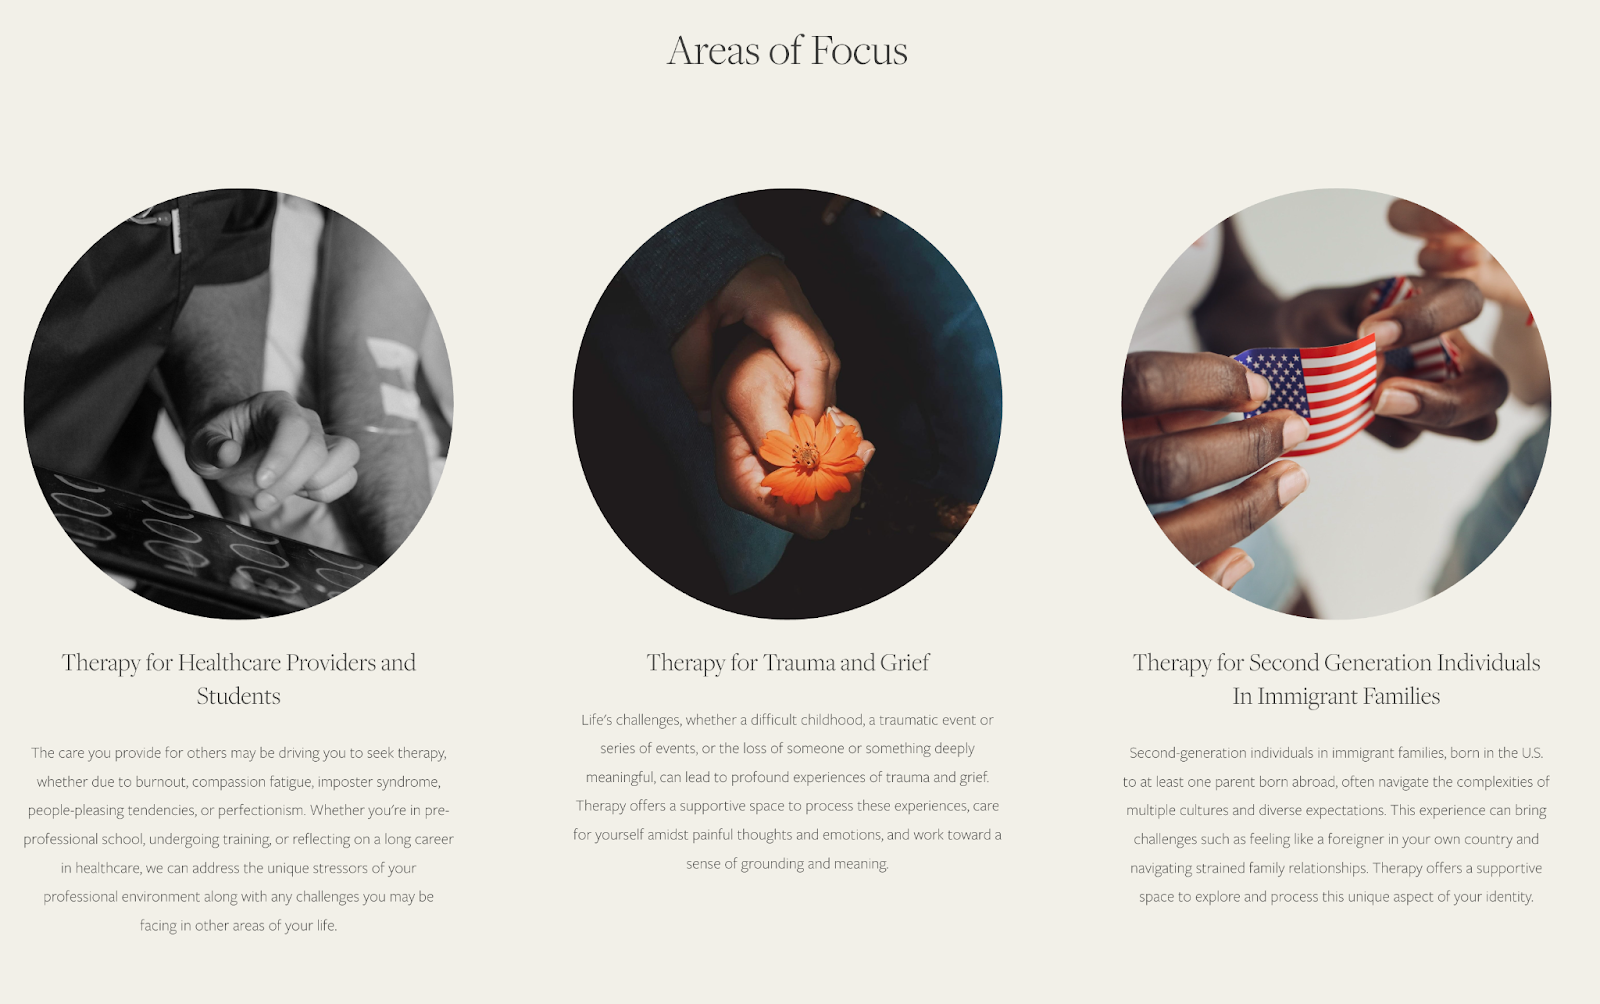 Areas of Focus
Therapy for Healthcare Providers and
Students
The care you provide for others may be driving you to seek therapy,
whether due to burnout, compassion fatigue, imposter syndrome,
people-pleasing tendencies, or perfectionism. Whether you're in pre-
professional school, undergoing training, or reflecting on a long career
in healthcare, we can address the unique stressors of your
professional environment along with any challenges you may be
facing in other areas of your life.
Therapy for Trauma and Grief
Life's challenges, whether a difficult childhood, a traumatic event or
series of events, or the loss of someone or something deeply
meaningful, can lead to profound experiences of trauma and grief.
Therapy offers a supportive space to process these experiences, care
for yourself amidst painful thoughts and emotions, and work toward a
sense of grounding and meaning.
Therapy for Second Generation Individuals
In Immigrant Families
Second-generation individuals in immigrant families, born in the U.S.
to at least one parent born abroad, often navigate the complexities of
multiple cultures and diverse expectations. This experience can bring
challenges such as feeling like a foreigner in your own country and
navigating strained family relationships. Therapy offers a supportive
space to explore and process this unique aspect of your identity.